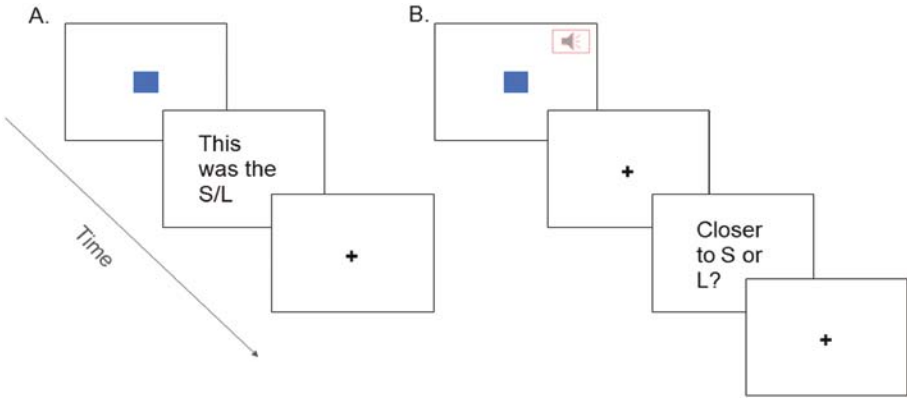 A.
B.
This
was the
S/L
Time
Closer
to S or
L?